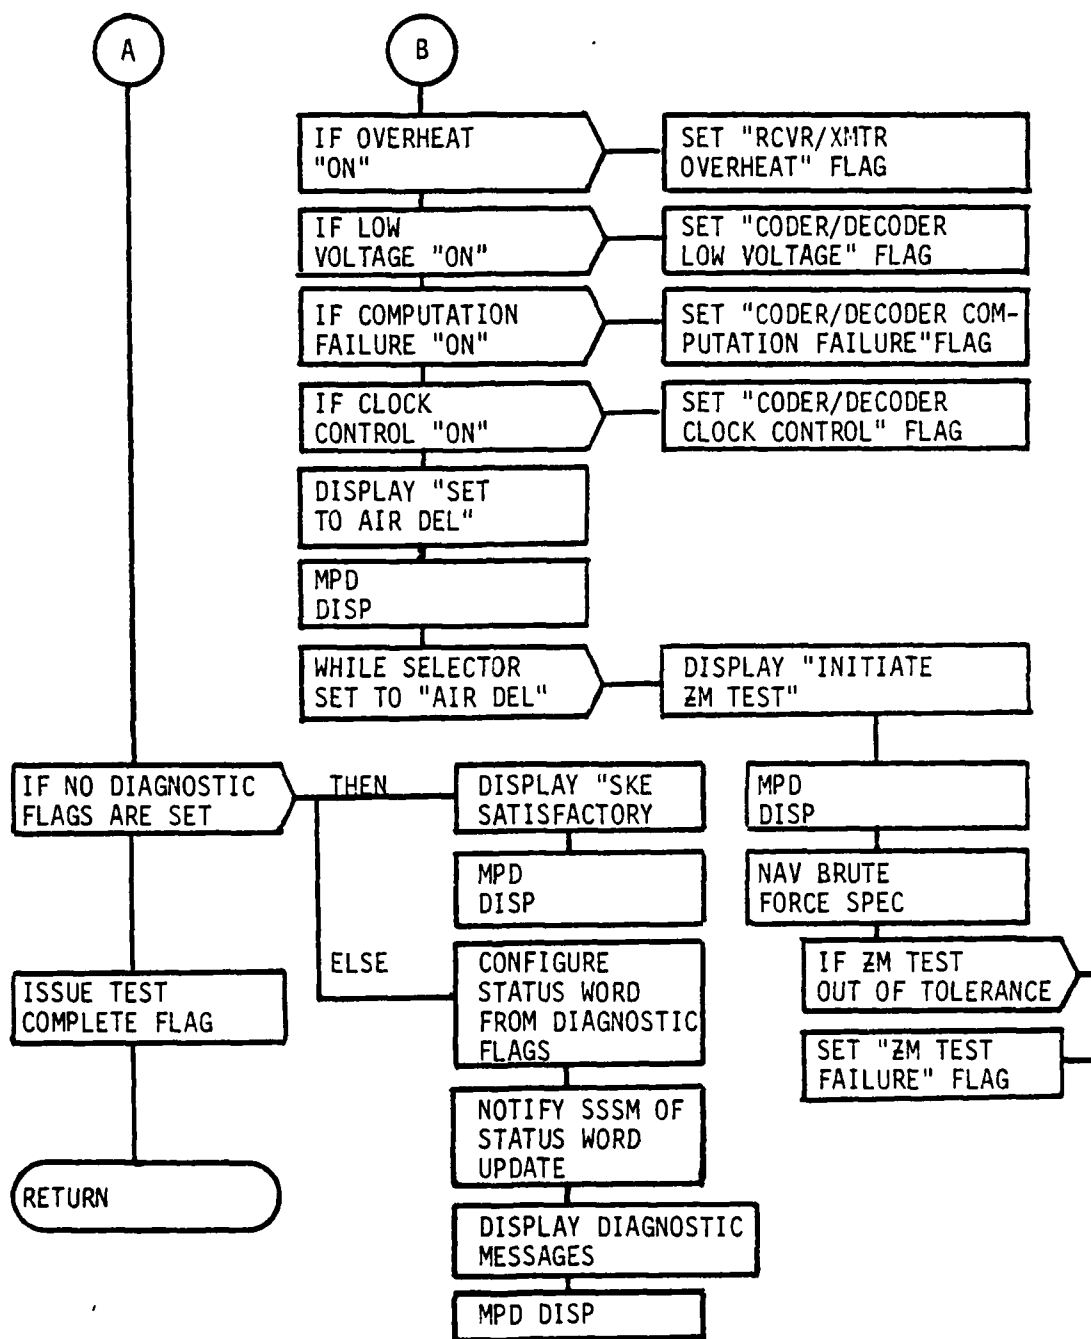 A
B
IF OVERHEAT
"ON"
SET "RCVR/XMTR
OVERHEAT" FLAG
IF LOW
VOLTAGE "ON"
SET "CODER/DECODER
LOW VOLTAGE" FLAG
IF COMPUTATION
FAILURE "ON"
SET "CODER/DECODER COM-
PUTATION FAILURE"FLAG
IF CLOCK
CONTROL "ON"
SET "CODER/DECODER
CLOCK CONTROL" FLAG
DISPLAY "SET
TO AIR DEL"
MPD
DISP
WHILE SELECTOR
SET TO "AIR DEL"
DISPLAY "INITIATE
ƵM TEST"
IF NO DIAGNOSTIC
FLAGS ARE SET
THEN
DISPLAY "SKE
SATISFACTORY
MPD
DISP
MPD
DISP
NAV BRUTE
FORCE SPEC
ELSE
CONFIGURE
STATUS WORD
FROM DIAGNOSTIC
FLAGS
IF ƵM TEST
OUT OF TOLERANCE
ISSUE TEST
COMPLETE FLAG
SET "ƵM TEST
FAILURE" FLAG
NOTIFY SSSM OF
STATUS WORD
UPDATE
RETURN
DISPLAY DIAGNOSTIC
MESSAGES
MPD DISP